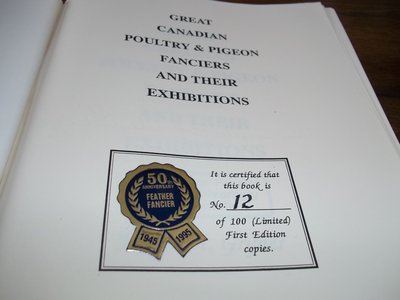 GREAT
CANADIAN
POULTRY & PIGEON
FANCIERS
AND THEIR
EXHIBITIONS
50th
ANNIVERSARY
FEATHER
FANCIER
1945 1995
It is certified that
this book is
No. 12
of 100 (Limited)
First Edition
copies.